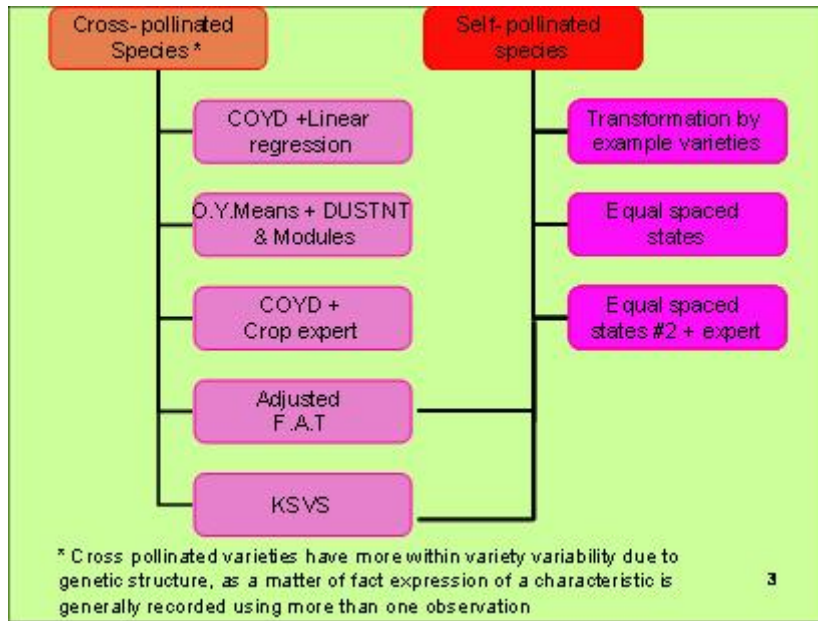 Cross-pollinated
Species *
Self-pollinated
species
COYD +Linear
regression
O.Y.Means + DUSTNT
& Modules
COYD +
Crop expert
Adjusted
F.A.T
KSVS
Transformation by
example varieties
Equal spaced
states
Equal spaced
states #2 + expert
* Cross pollinated varieties have more within variety variability due to
genetic structure, as a matter of fact expression of a characteristic is
generally recorded using more than one observation
3